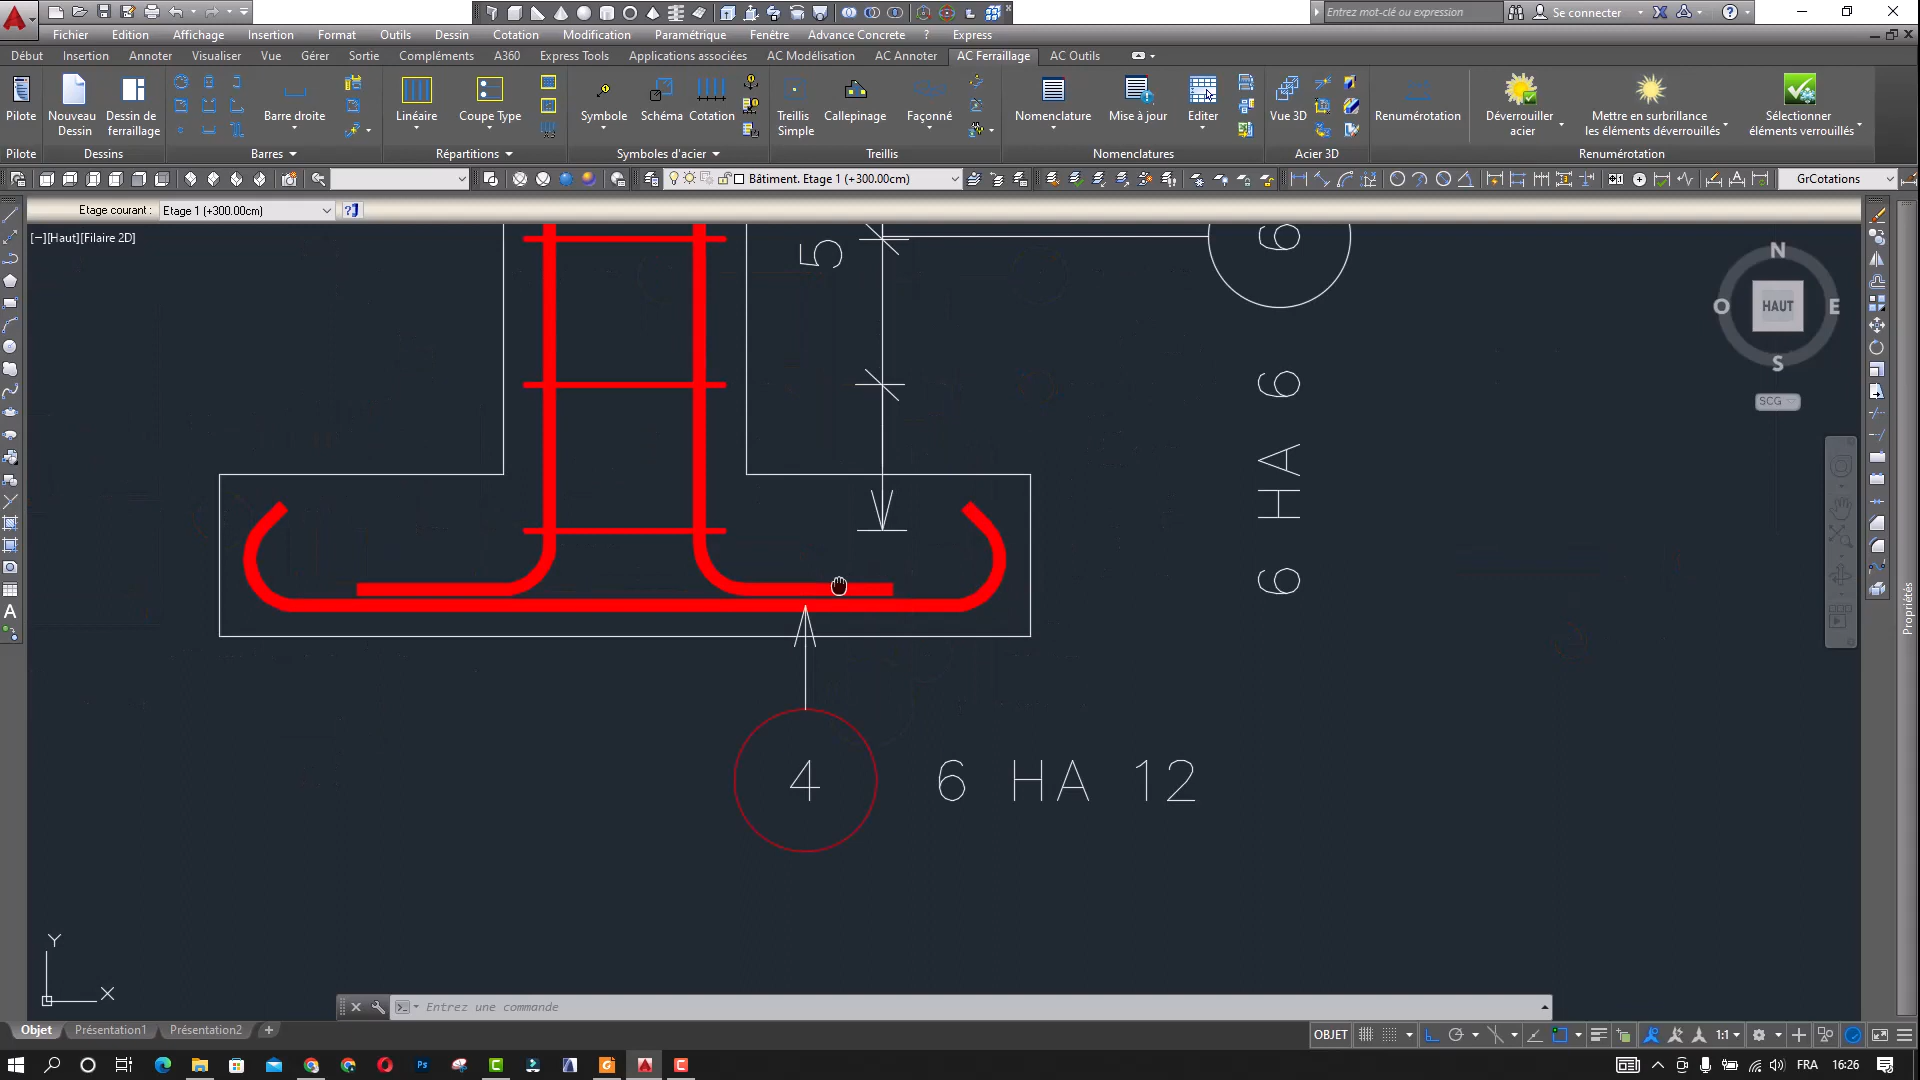 Entrez mot-clé ou expression
Se connecter
Fichier Edition Affichage Insertion Format Outils Dessin Cotation Modification Paramétrique Fenêtre Advance Concrete ? Express
Début Insertion Annoter Visualiser Vue Gérer Sortie Compléments A360 Express Tools Applications associées AC Modélisation AC Annoter AC Ferraillage AC Outils
Pilote
Nouveau
Dessin
Dessin de
ferraillage
Barre droite
Linéaire
Coupe Type
Symbole
Schéma
Cotation
Treillis
Simple
Callepinage
Façonné
Nomenclature
Mise à jour
Editer
Vue 3D
Renumérotation
Déverrouiller
acier
Mettre en surbrillance
les éléments déverrouillés
Sélectionner
éléments verrouillés
Pilote Dessins Barres Répartitions Symboles d'acier Treillis Nomenclatures Acier 3D Renumérotation
Bâtiment. Etage 1 (+300.00cm)
GrCotations
Etage courant : Etage 1 (+300.00cm)
[−][Haut][Filaire 2D]
N
O
HAUT
E
S
SCG
Propriétés
5
6
6 HA 6
4
6 HA 12
Y
X
Entrez une commande
Objet Présentation1 Présentation2 +
OBJET
1:1
Ps
FRA
16:26